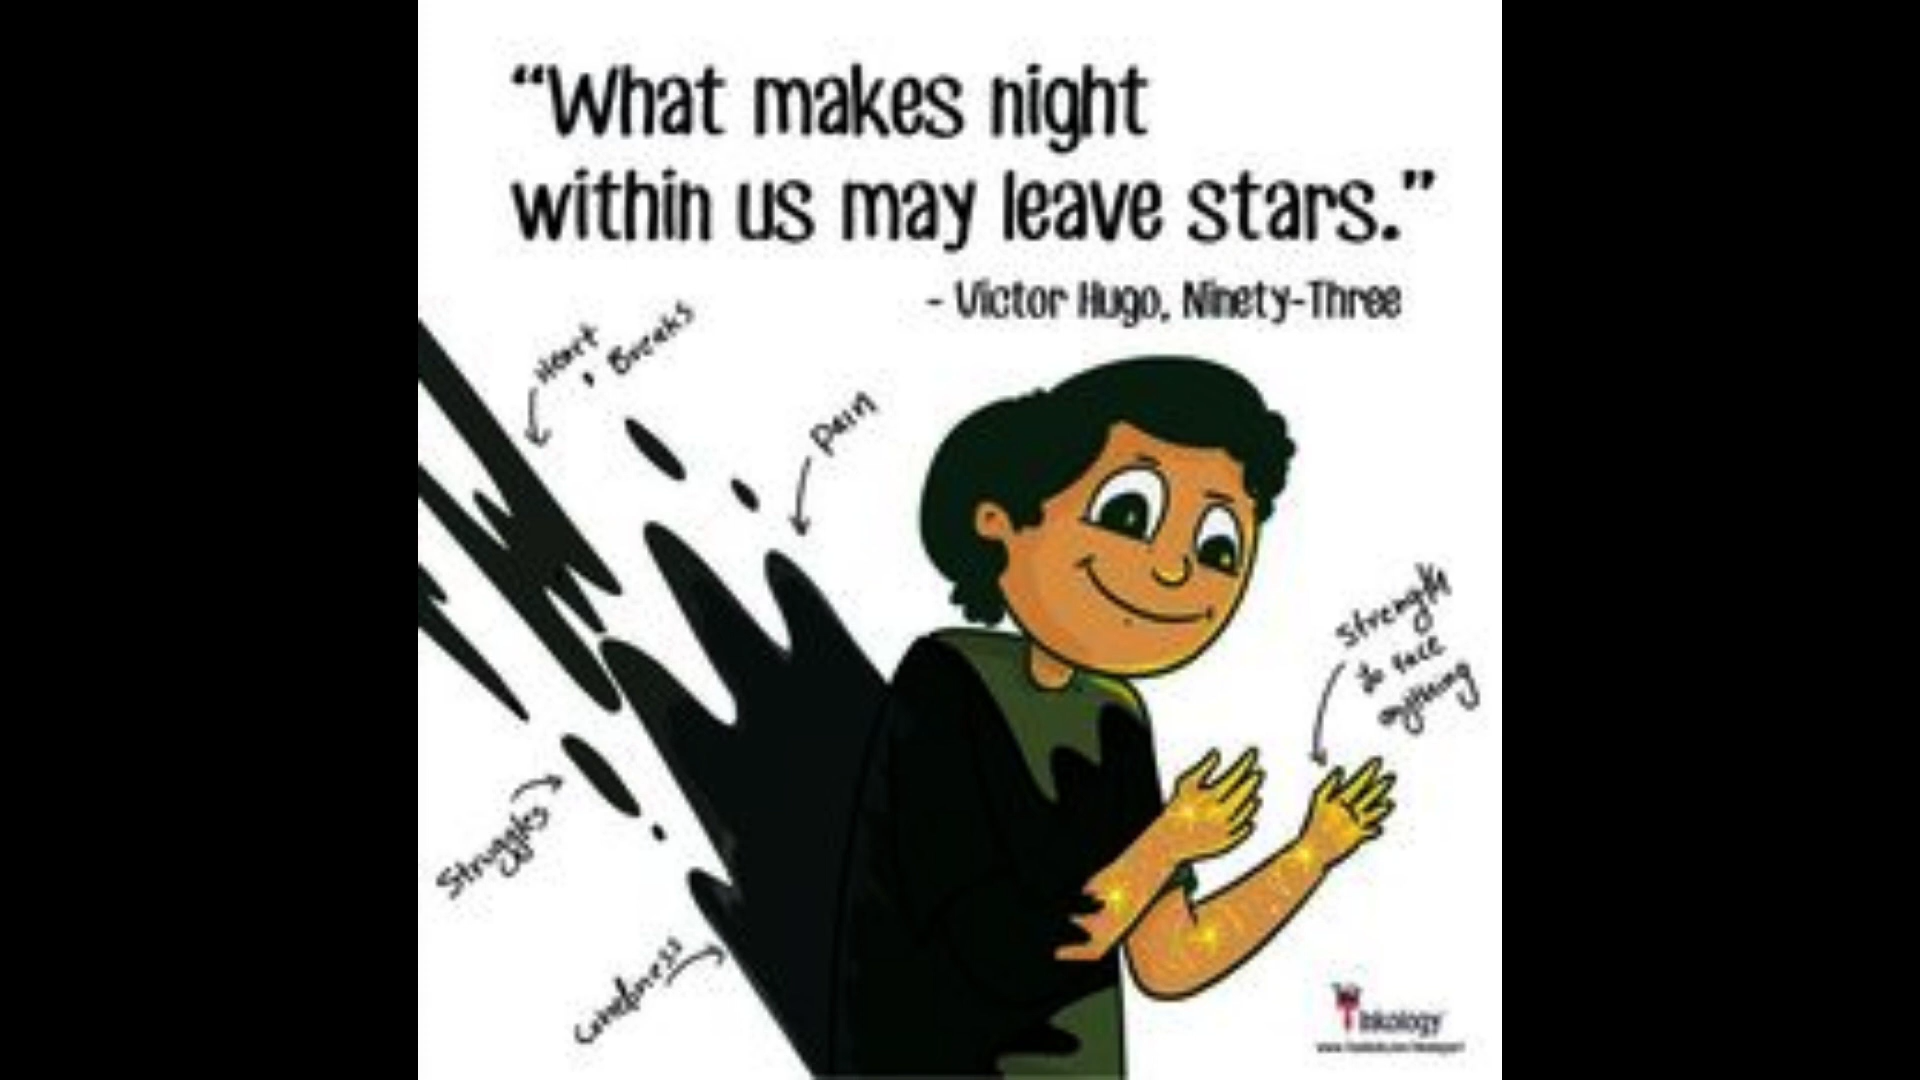 “What makes night
within us may leave stars.”
- Victor Hugo, Ninety-Three
Heart
Breaks
Pain
Strength
to face
anything
Struggles
Loneliness
Inkology